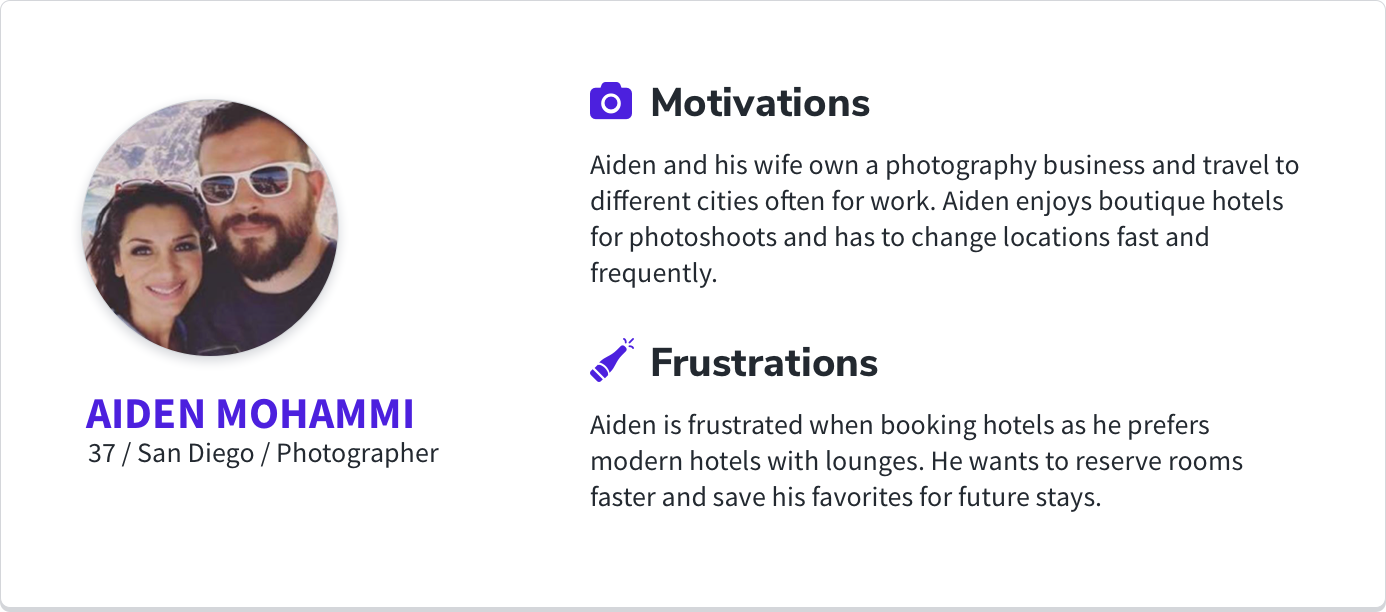 Motivations
Aiden and his wife own a photography business and travel to
different cities often for work. Aiden enjoys boutique hotels
for photoshoots and has to change locations fast and
frequently.
Frustrations
Aiden is frustrated when booking hotels as he prefers
modern hotels with lounges. He wants to reserve rooms
faster and save his favorites for future stays.
AIDEN MOHAMMI
37 / San Diego / Photographer